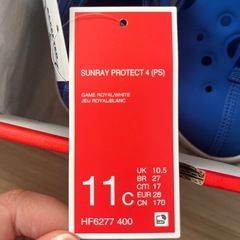 SUNRAY PROTECT 4 (PS)
GAME ROYAL/WHITE
JEU ROYAL/BLANC
11C
UK 10.5
BR 27
CM 17
EUR 28
CN 170
HF6277 400